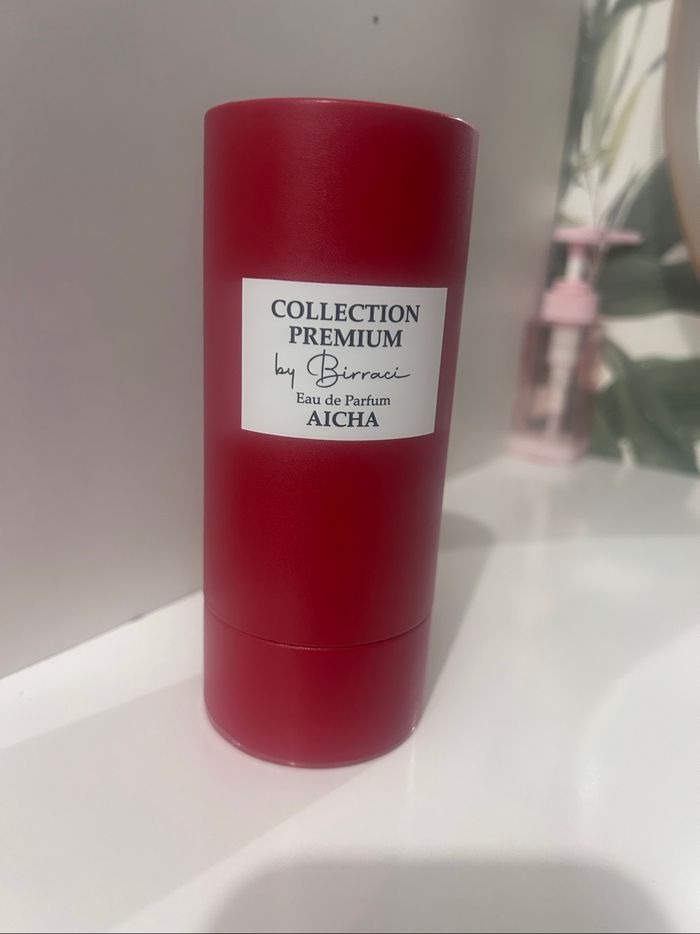 COLLECTION
PREMIUM
by Birraci
Eau de Parfum
AICHA